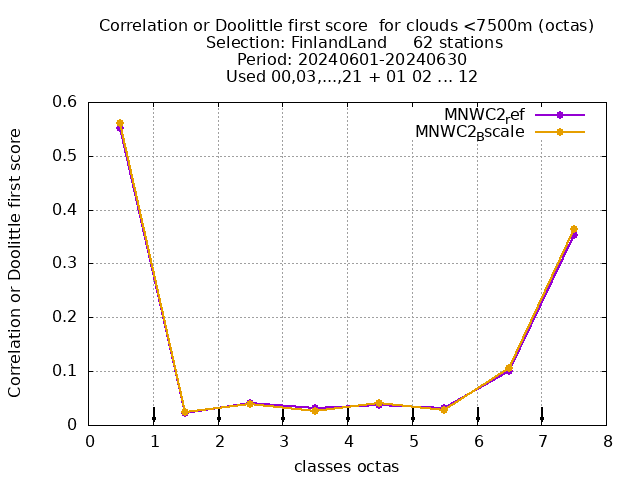 Correlation or Doolittle first score  for clouds <7500m (octas)
Selection: FinlandLand     62 stations
Period: 20240601-20240630
Used 00,03,...,21 + 01 02 ... 12
MNWC2ref
MNWC2Bscale
Correlation or Doolittle first score
0.6
0.5
0.4
0.3
0.2
0.1
0
0 1 2 3 4 5 6 7 8
classes octas